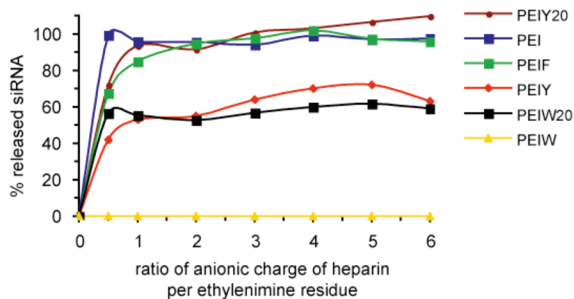 % released siRNA
100
80
60
40
20
0
0 1 2 3 4 5 6
ratio of anionic charge of heparin
per ethylenimine residue
PEIY20
PEI
PEIF
PEIY
PEIW20
PEIW